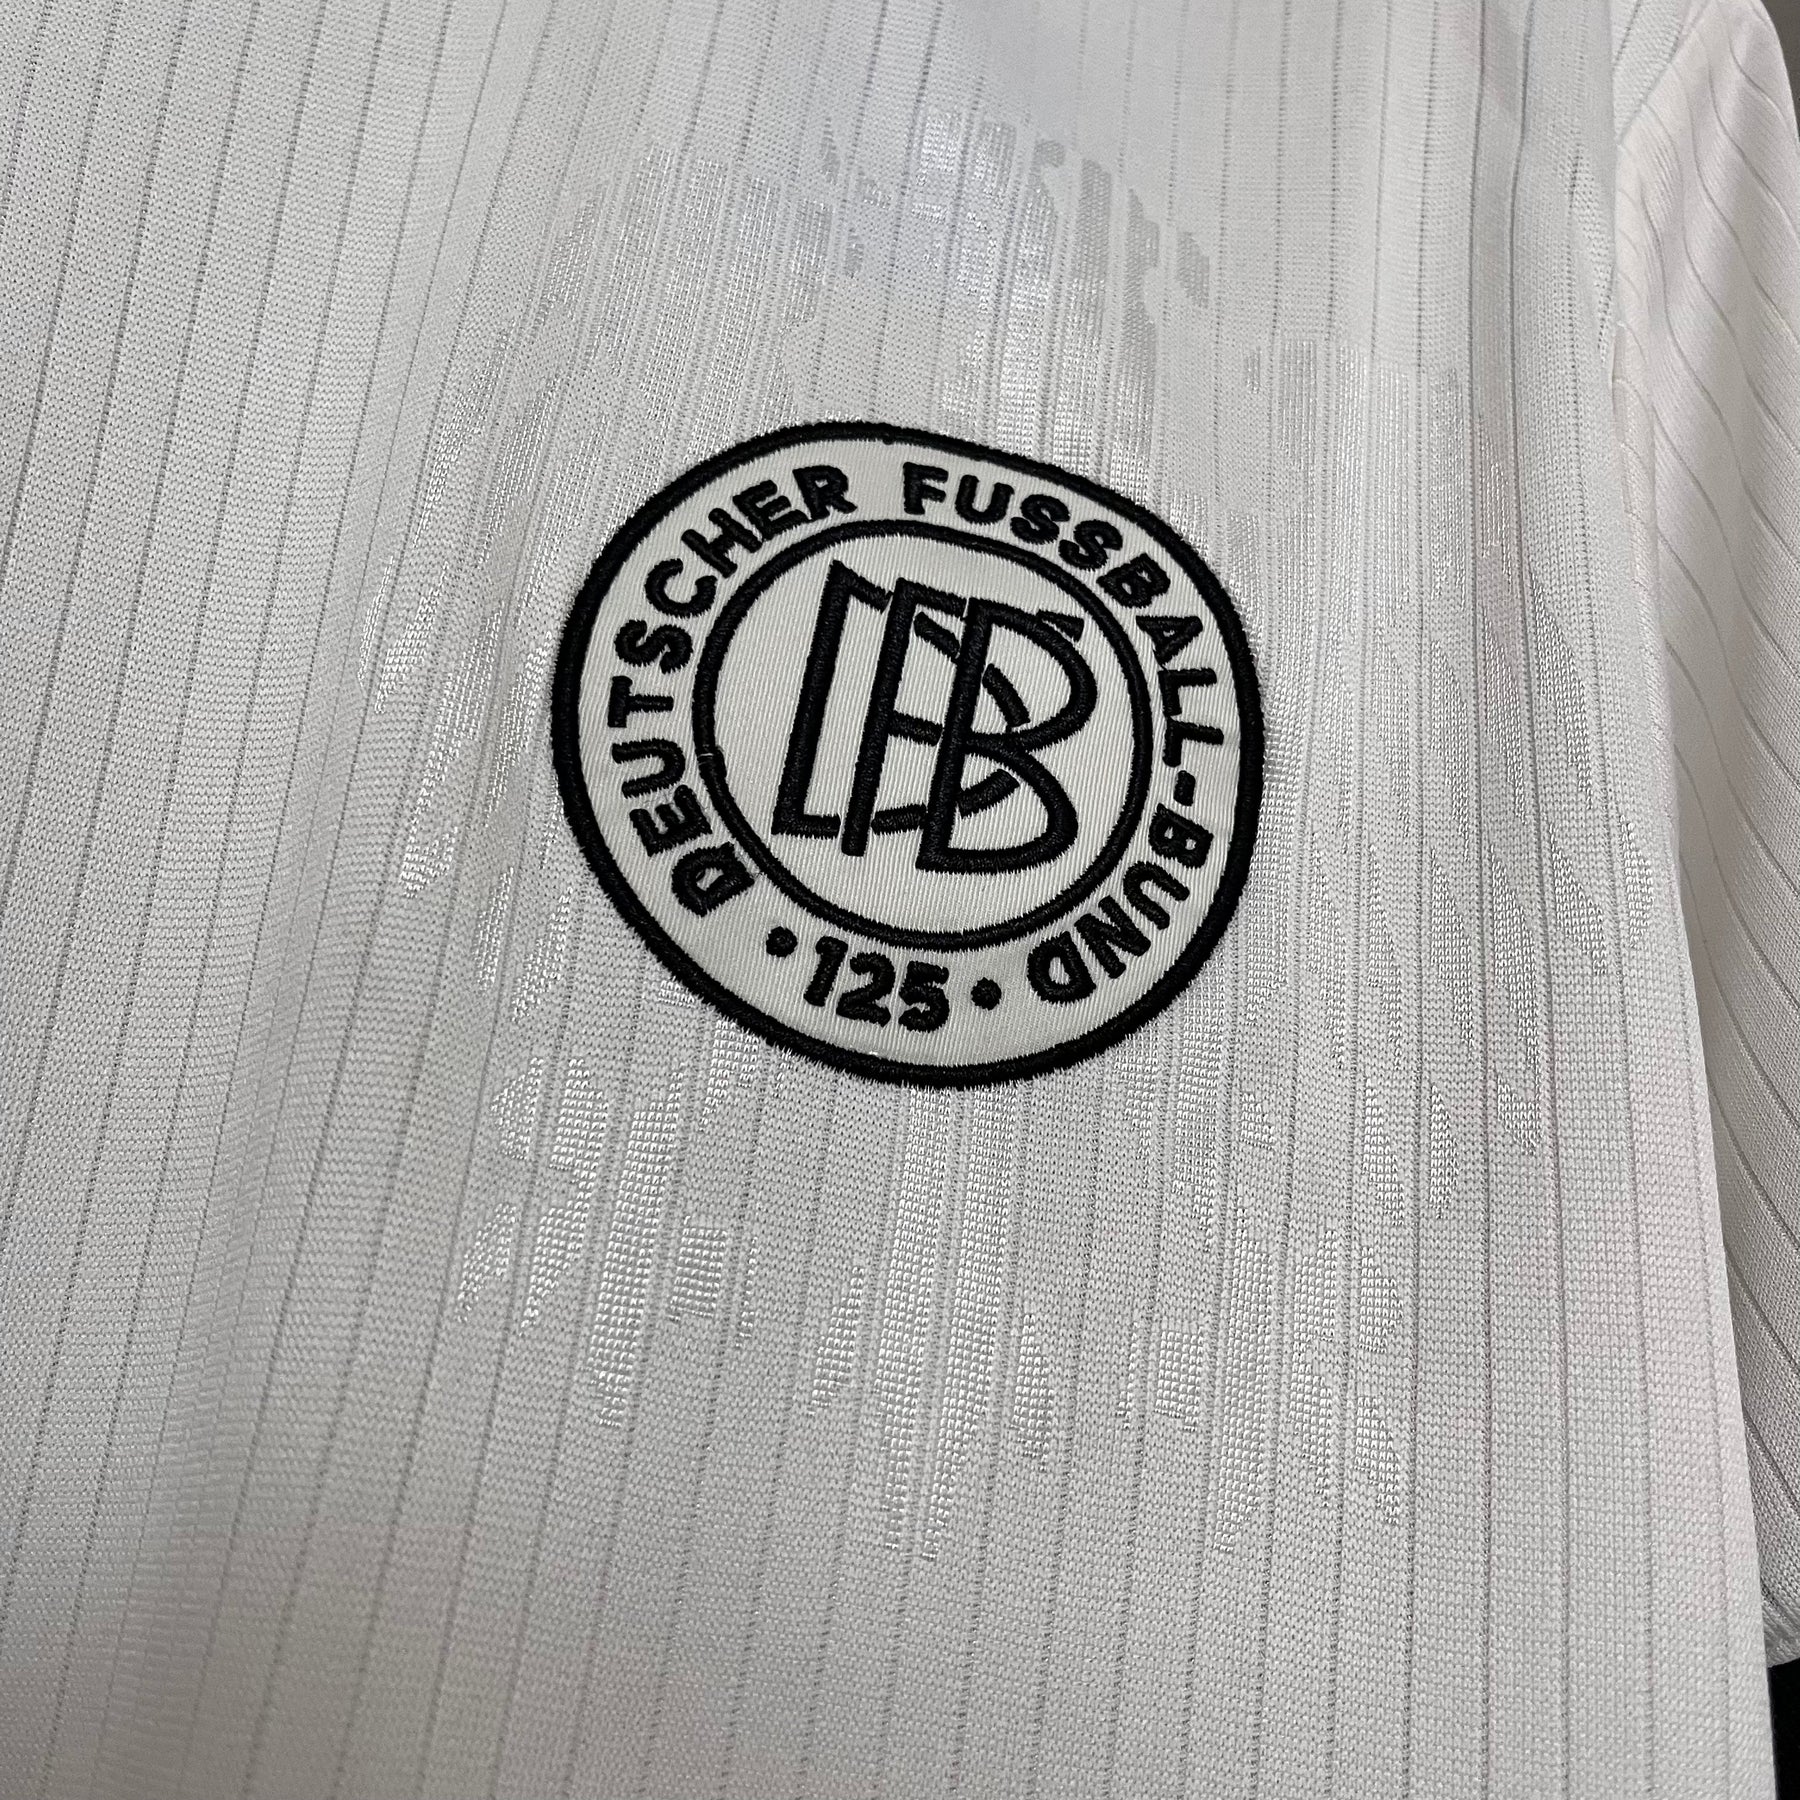 DEUTSCHER FUSSBALL-BUND
DFB
• 125 •